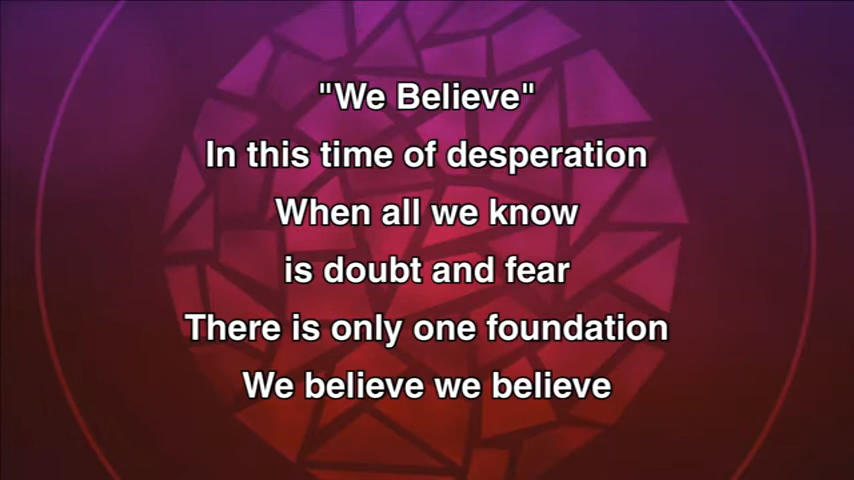 "We Believe"
In this time of desperation
When all we know
is doubt and fear
There is only one foundation
We believe we believe